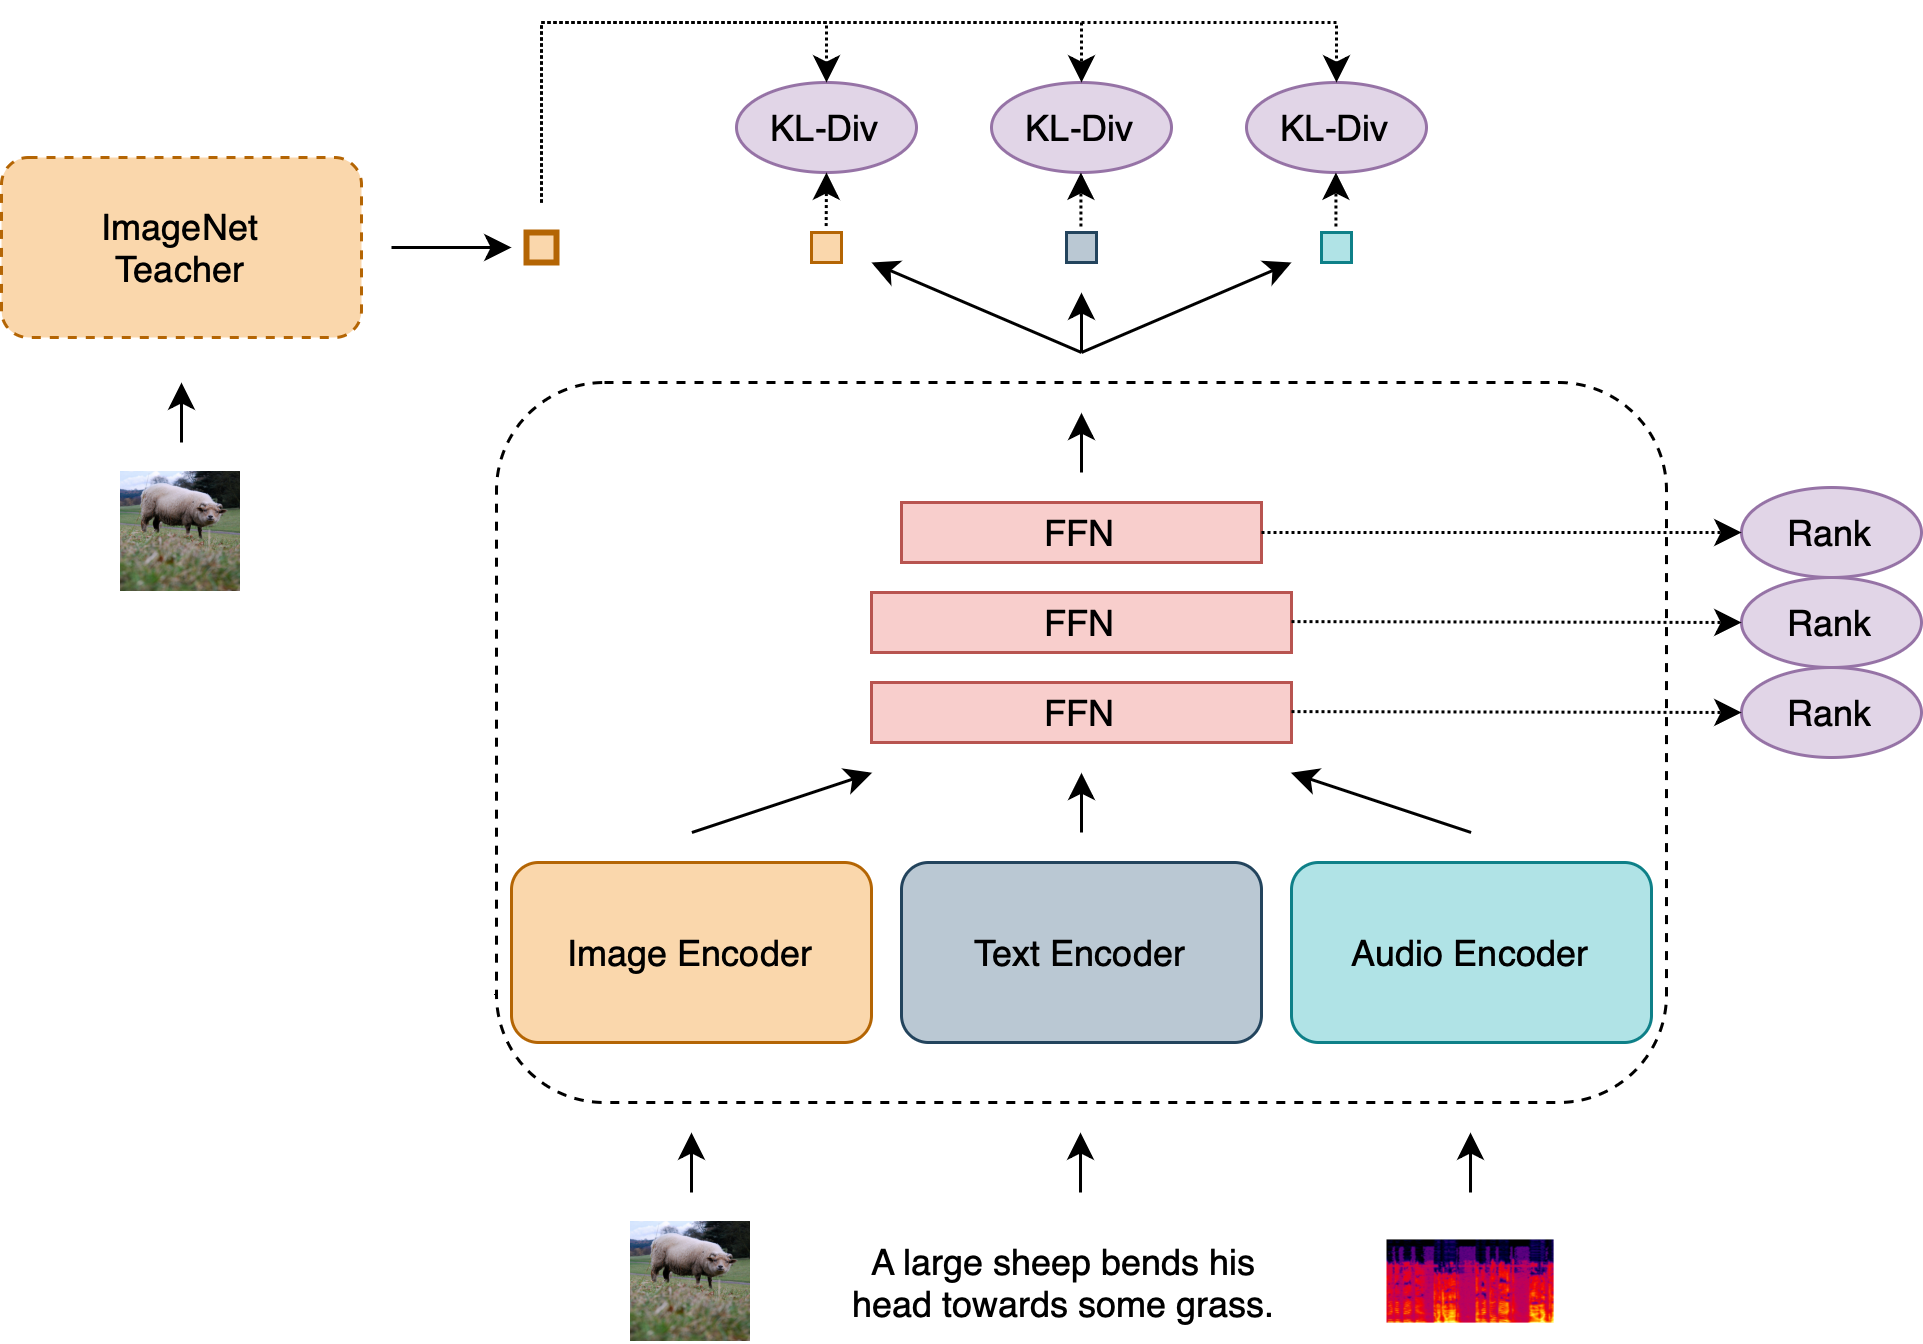 KL-Div
KL-Div
KL-Div
ImageNet
Teacher
FFN
Rank
FFN
Rank
FFN
Rank
Image Encoder
Text Encoder
Audio Encoder
A large sheep bends his
head towards some grass.